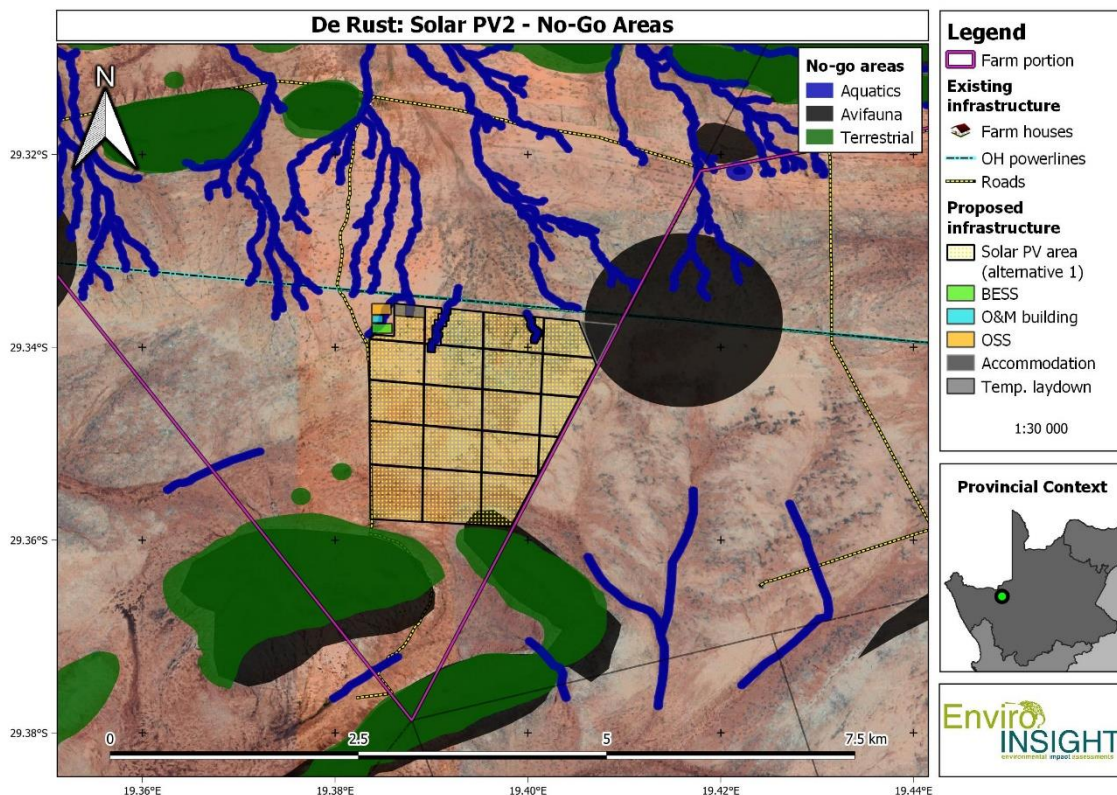 De Rust: Solar PV2 - No-Go Areas
N
No-go areas
Aquatics
Avifauna
Terrestrial
29.32°S
29.34°S
29.36°S
29.38°S
0
2.5
5
7.5 km
19.36°E
19.38°E
19.40°E
19.42°E
19.44°E
Legend
Farm portion
Existing
infrastructure
Farm houses
OH powerlines
Roads
Proposed
infrastructure
Solar PV area
(alternative 1)
BESS
O&M building
OSS
Accommodation
Temp. laydown
1:30 000
Provincial Context
Enviro
INSIGHT
environmental impact assessments